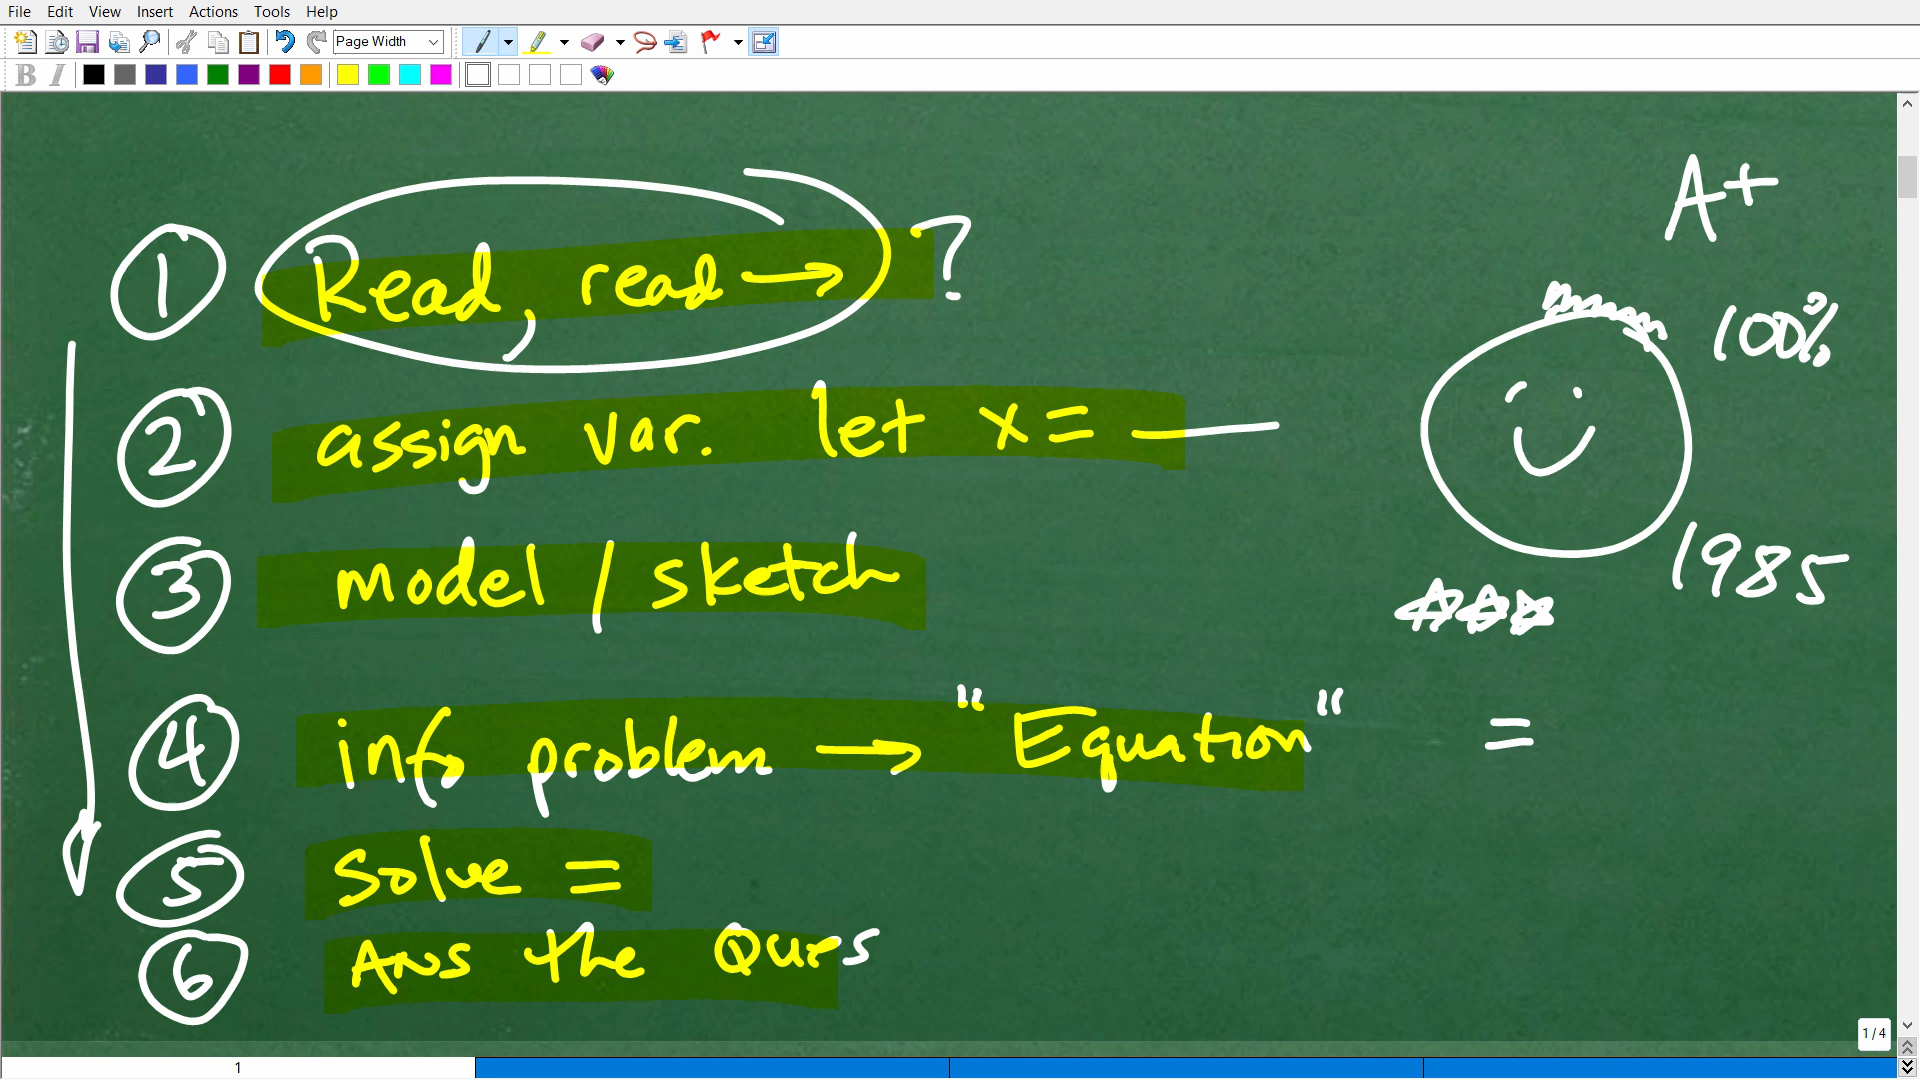 File Edit View Insert Actions Tools Help
Page Width
B I
A+
1 Read, read → ?
100%
2 assign var. let x = —
3 model / sketch
1985
4 info problem → "Equation" =
5 Solve =
6 Ans the Ques
1 / 4
1